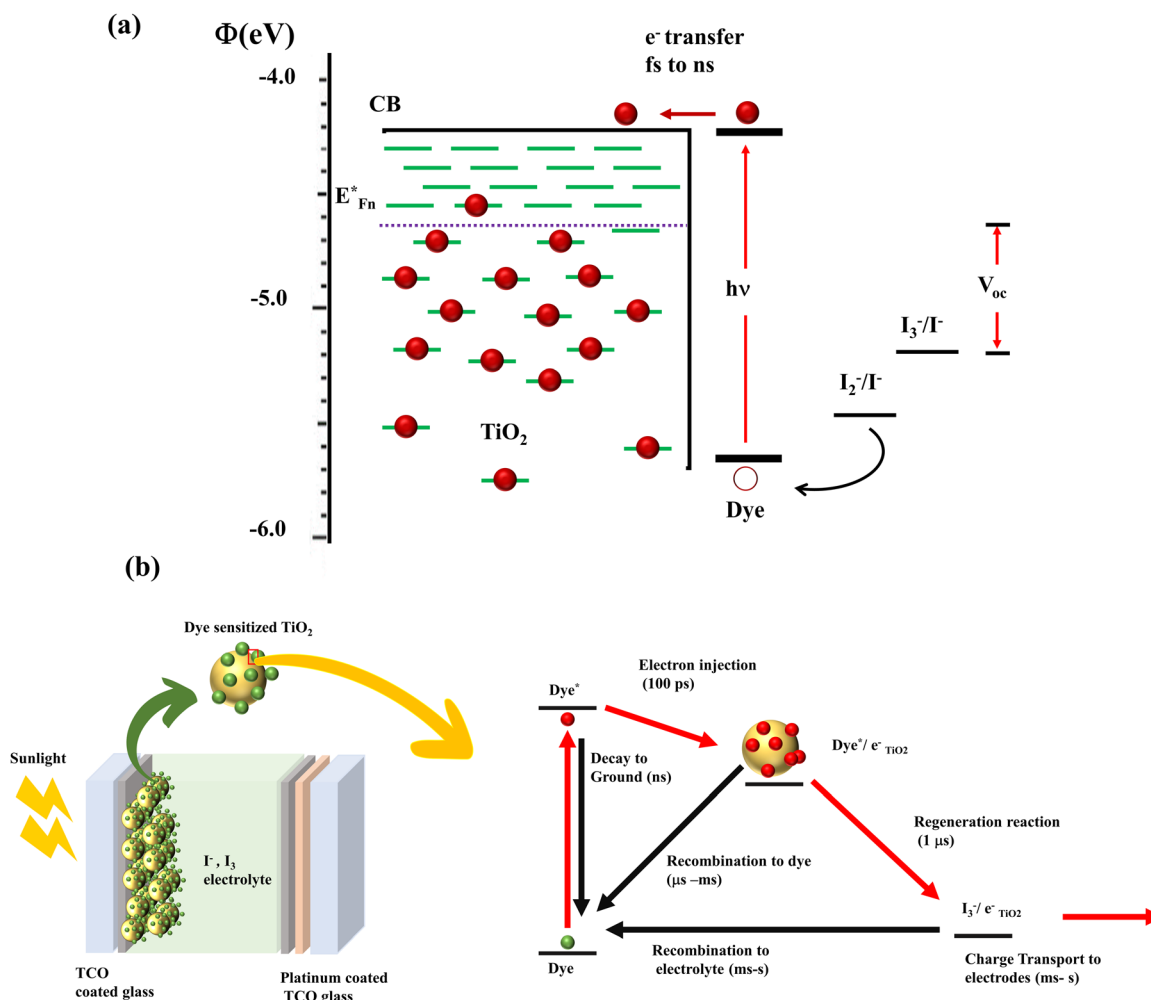 (a)
Φ(eV)
-4.0
-5.0
-6.0
CB
E*Fn
TiO2
e- transfer
fs to ns
hν
Dye
I2-/I-
I3-/I-
Voc
(b)
Dye sensitized TiO2
Sunlight
I- , I3
electrolyte
TCO
coated glass
Platinum coated
TCO glass
Electron injection
(100 ps)
Dye*
Decay to
Ground (ns)
Dye*/ e- TiO2
Regeneration reaction
(1 μs)
Recombination to dye
(μs –ms)
I3-/ e- TiO2
Dye
Recombination to
electrolyte (ms-s)
Charge Transport to
electrodes (ms- s)